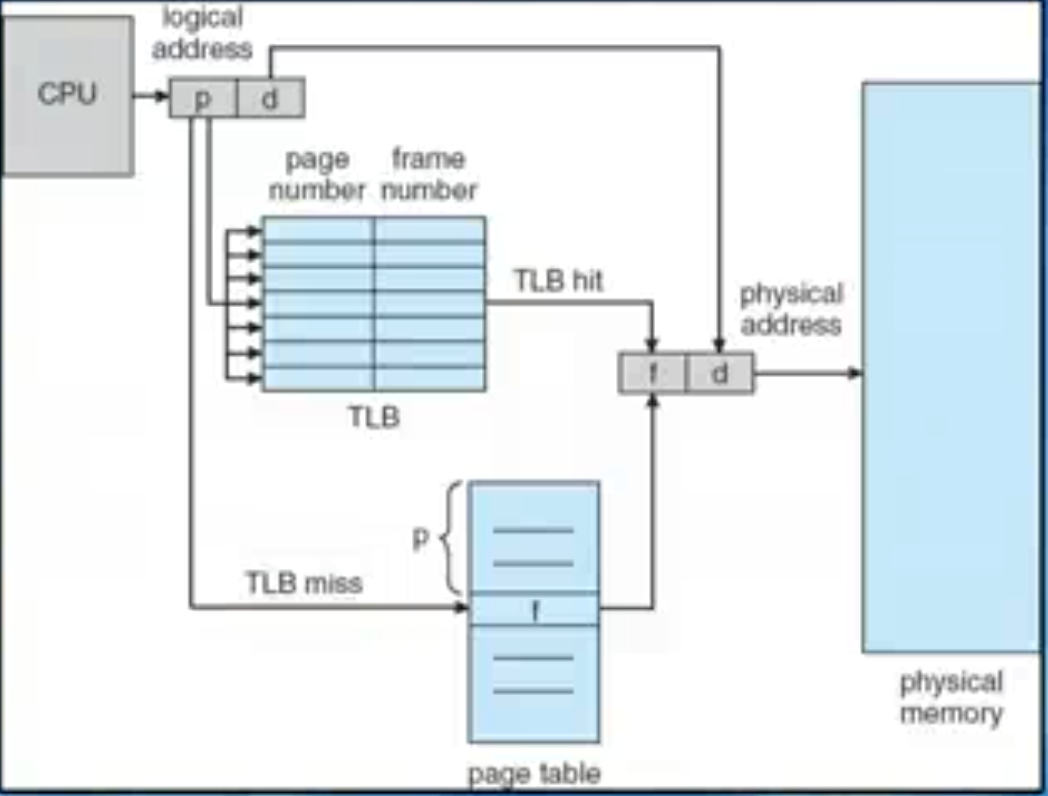 logical
address
CPU
p d
page frame
number number
TLB hit
physical
address
f d
TLB
p
TLB miss
f
physical
memory
page table